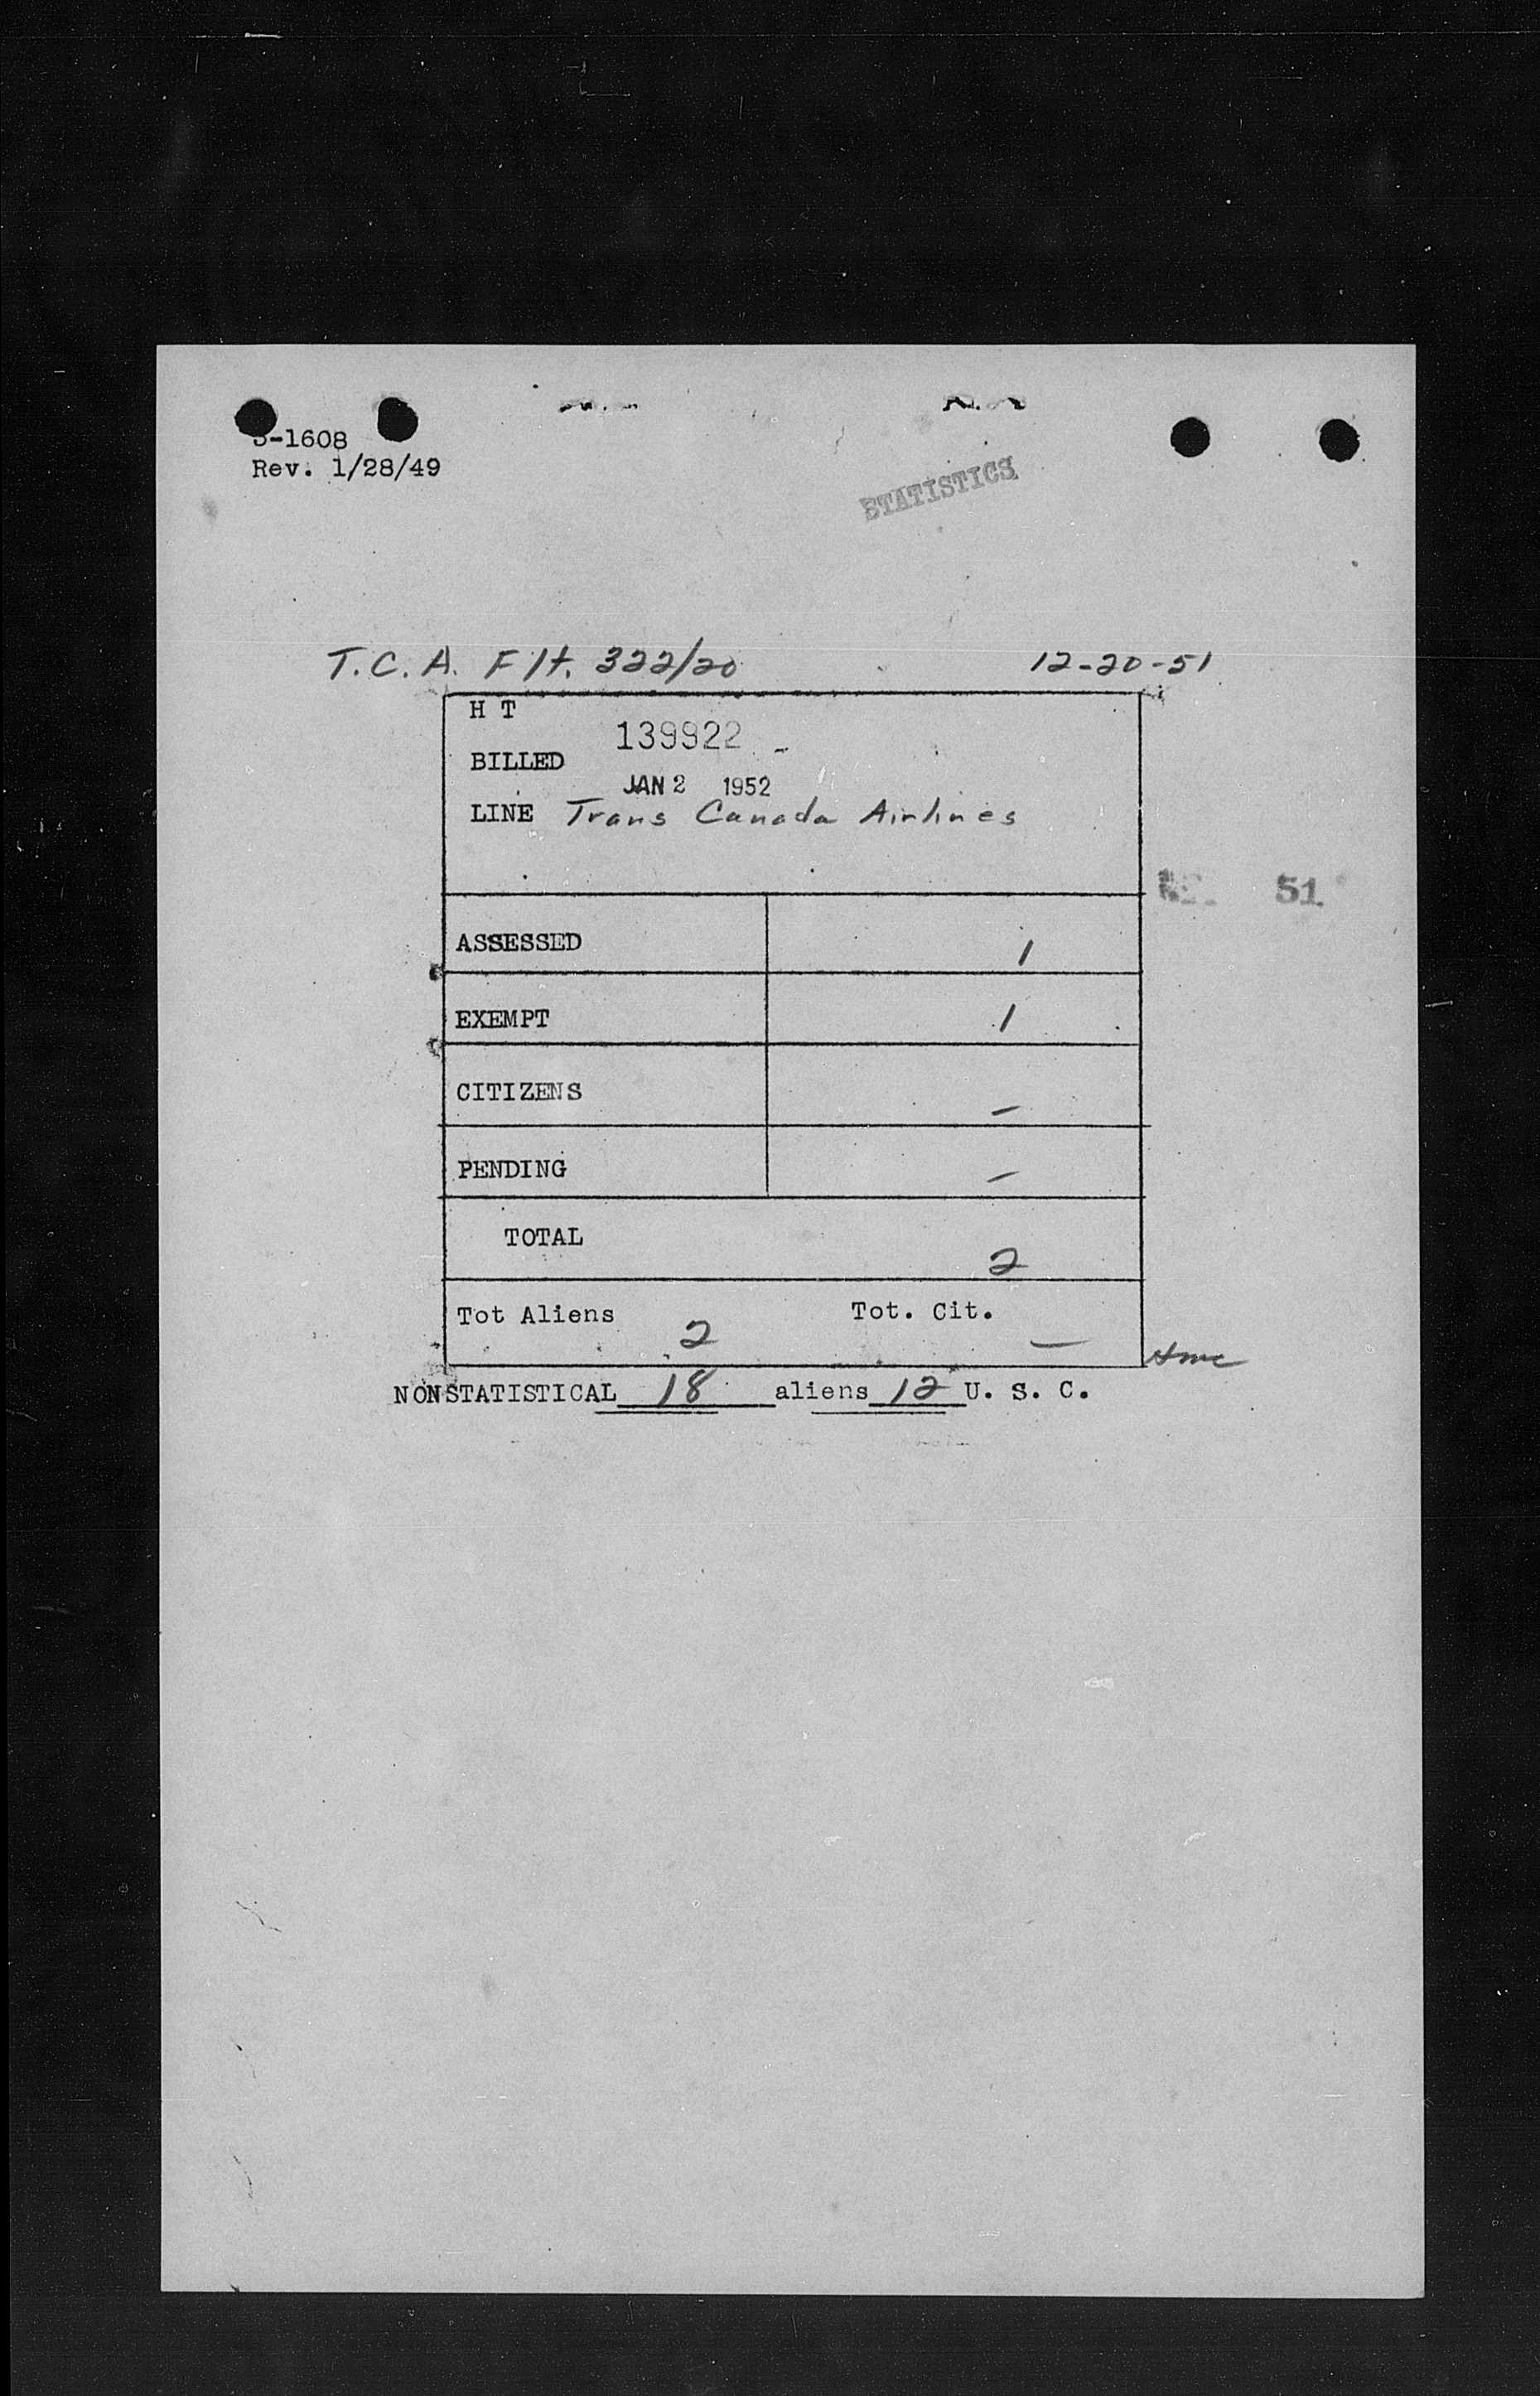 -1608
Rev. 1/28/49
STATISTICS
T.C.A. Flt. 322/20 12-20-51
H T
139922 -
BILLED
JAN 2 1952
LINE Trans Canada Airlines
51
ASSESSED 1
EXEMPT 1
CITIZENS –
PENDING –
TOTAL 2
Tot Aliens 2 Tot. Cit. –
NONSTATISTICAL 18 aliens 12 U. S. C.